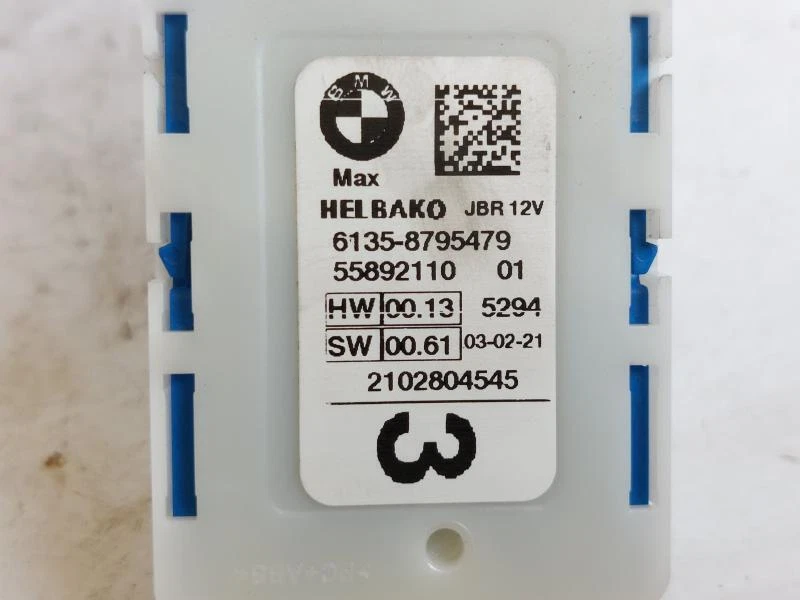 BMW
Max
HELBAKO JBR 12V
6135-8795479
55892110 01
HW 00.13 5294
SW 00.61 03-02-21
2102804545
3